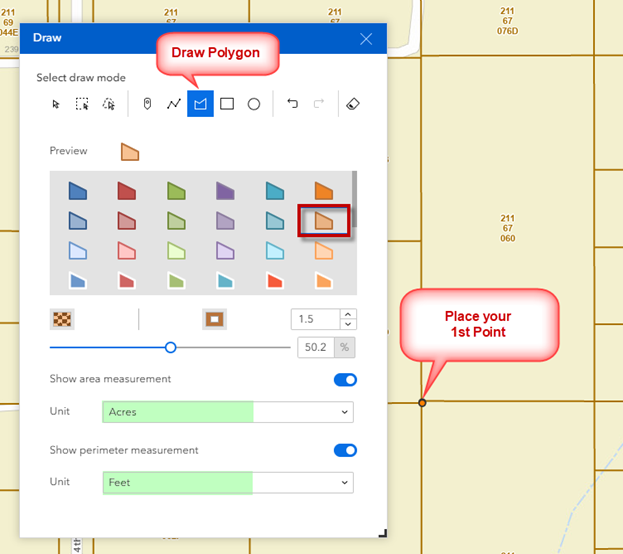 211
69
044E
239
211
67
211
67
076D
Draw
Draw Polygon
Select draw mode
Preview
211
67
060
1.5
50.2 %
Place your
1st Point
Show area measurement
Unit
Acres
Show perimeter measurement
Unit
Feet
4th